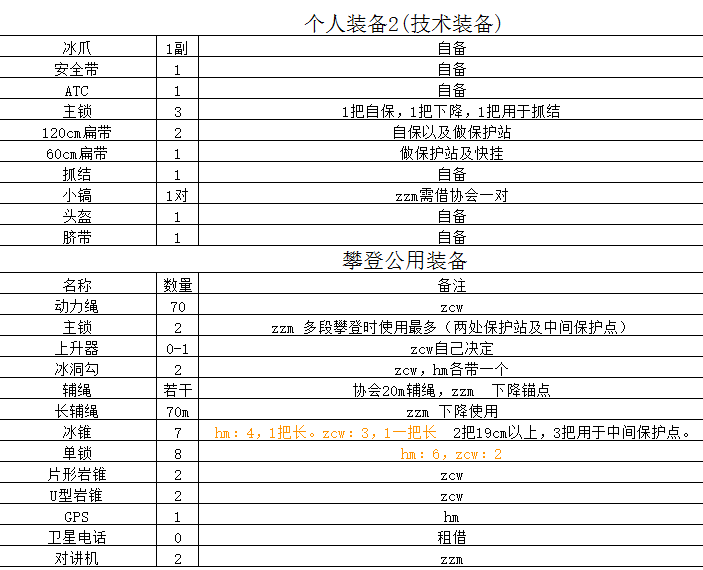 个人装备2(技术装备)
冰爪 1副 自备
安全带 1 自备
ATC 1 自备
主锁 3 1把自保，1把下降，1把用于抓结
120cm扁带 2 自保以及做保护站
60cm扁带 1 做保护站及快挂
抓结 1 自备
小镐 1对 zzm需借协会一对
头盔 1 自备
脐带 1 自备
攀登公用装备
名称 数量 备注
动力绳 70 zcw
主锁 2 zzm 多段攀登时使用最多（两处保护站及中间保护点）
上升器 0-1 zcw自己决定
冰洞勾 2 zcw，hm各带一个
辅绳 若干 协会20m辅绳，zzm 下降锚点
长辅绳 70m zzm 下降使用
冰锥 7 hm：4，1把长。zcw：3，1一把长 2把19cm以上，3把用于中间保护点。
单锁 8 hm：6，zcw：2
片形岩锥 2 zcw
U型岩锥 2 zcw
GPS 1 hm
卫星电话 0 租借
对讲机 2 zzm